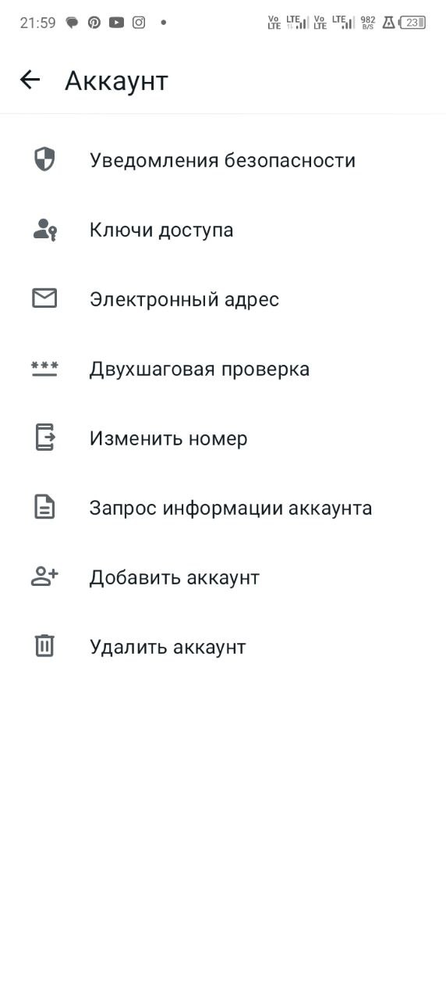 21:59
Vo LTE LTE Vo LTE LTE 982 B/S 23
Аккаунт
Уведомления безопасности
Ключи доступа
Электронный адрес
Двухшаговая проверка
Изменить номер
Запрос информации аккаунта
Добавить аккаунт
Удалить аккаунт